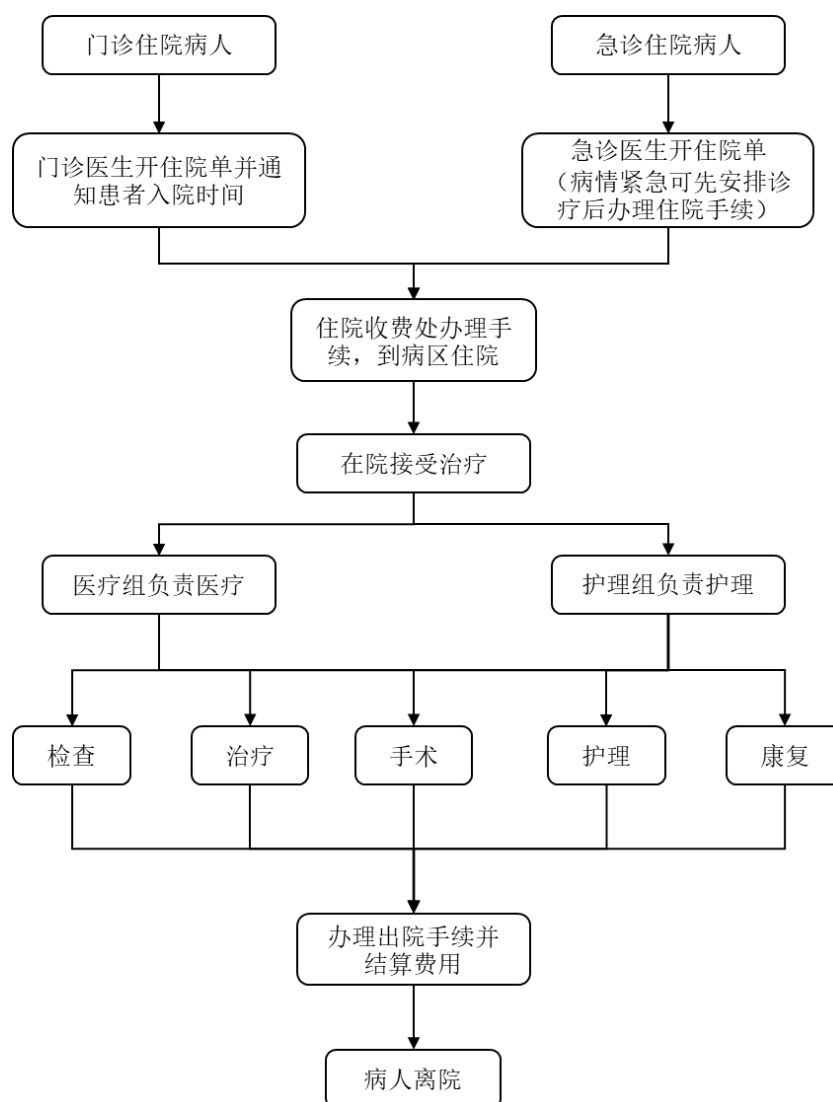 门诊住院病人
急诊住院病人
门诊医生开住院单并通
知患者入院时间
急诊医生开住院单
（病情紧急可先安排诊
疗后办理住院手续）
住院收费处办理手
续，到病区住院
在院接受治疗
医疗组负责医疗
护理组负责护理
检查
治疗
手术
护理
康复
办理出院手续并
结算费用
病人离院